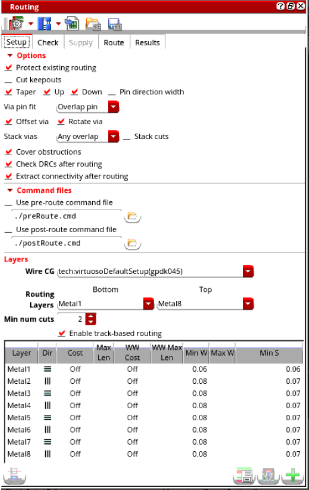 Routing
Setup Check Supply Route Results
Options
Protect existing routing
Cut keepouts
Taper Up Down Pin direction width
Via pin fit Overlap pin
Offset via Rotate via
Stack vias Any overlap Stack cuts
Cover obstructions
Check DRCs after routing
Extract connectivity after routing
Command files
Use pre-route command file
./preRoute.cmd
Use post-route command file
./postRoute.cmd
Layers
Wire CG tech:virtuosoDefaultSetup(gpdk045)
Bottom Top
Routing Layers Metal1 Metal8
Min num cuts 2
Enable track-based routing
Layer Dir Cost Max Len WW Cost WW Max Len Min W Max W Min S
Metal1 Off Off 0.06 0.06
Metal2 Off Off 0.08 0.07
Metal3 Off Off 0.08 0.07
Metal4 Off Off 0.08 0.07
Metal5 Off Off 0.08 0.07
Metal6 Off Off 0.08 0.07
Metal7 Off Off 0.08 0.07
Metal8 Off Off 0.08 0.07